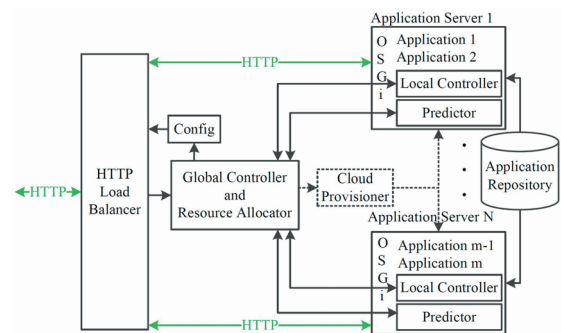 Application Server 1
O
S
G
i
Application 1
Application 2
Local Controller
Predictor
HTTP
Config
HTTP
Load
Balancer
HTTP
Global Controller
and
Resource Allocator
Cloud
Provisioner
Application
Repository
Application Server N
O
S
G
i
Application m-1
Application m
Local Controller
Predictor
HTTP